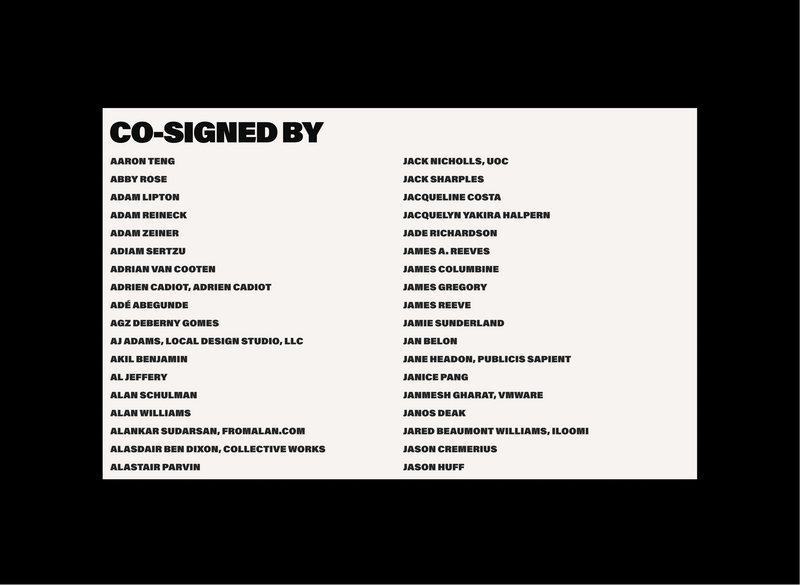 CO-SIGNED BY
AARON TENG
ABBY ROSE
ADAM LIPTON
ADAM REINECK
ADAM ZEINER
ADIAM SERTZU
ADRIAN VAN COOTEN
ADRIEN CADIOT, ADRIEN CADIOT
ADÉ ABEGUNDE
AGZ DEBERNY GOMES
AJ ADAMS, LOCAL DESIGN STUDIO, LLC
AKIL BENJAMIN
AL JEFFERY
ALAN SCHULMAN
ALAN WILLIAMS
ALANKAR SUDARSAN, FROMALAN.COM
ALASDAIR BEN DIXON, COLLECTIVE WORKS
ALASTAIR PARVIN
JACK NICHOLLS, UOC
JACK SHARPLES
JACQUELINE COSTA
JACQUELYN YAKIRA HALPERN
JADE RICHARDSON
JAMES A. REEVES
JAMES COLUMBINE
JAMES GREGORY
JAMES REEVE
JAMIE SUNDERLAND
JAN BELON
JANE HEADON, PUBLICIS SAPIENT
JANICE PANG
JANMESH GHARAT, VMWARE
JANOS DEAK
JARED BEAUMONT WILLIAMS, ILOOMI
JASON CREMERIUS
JASON HUFF